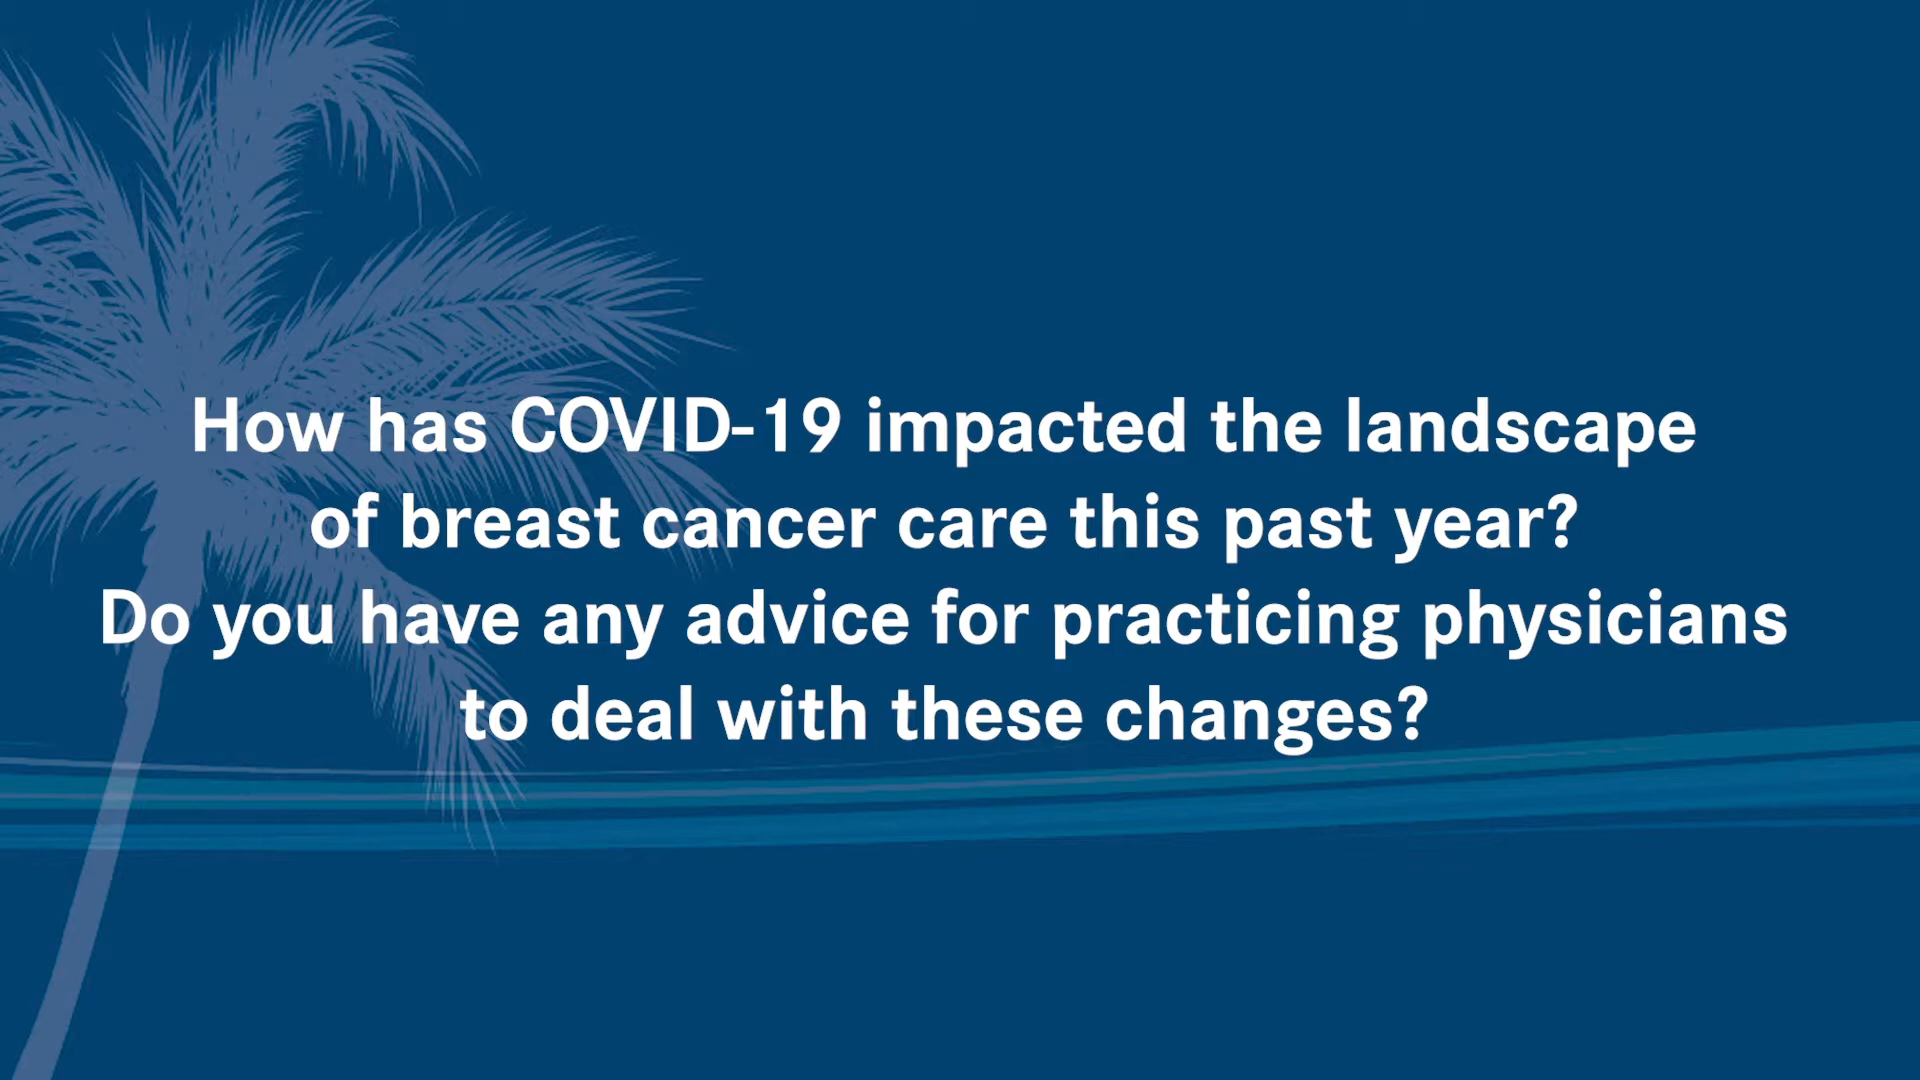 How has COVID-19 impacted the landscape
of breast cancer care this past year?
Do you have any advice for practicing physicians
to deal with these changes?